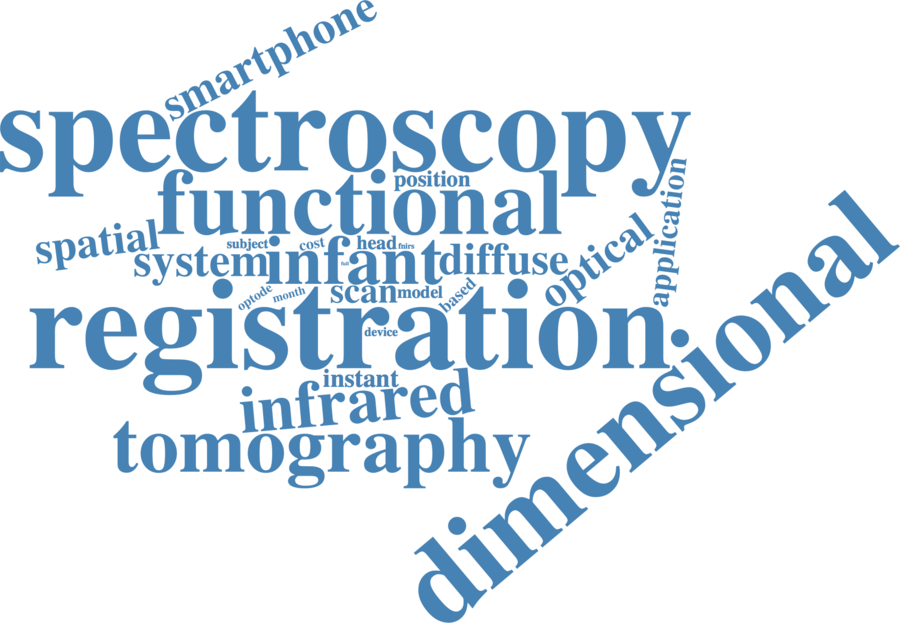 smartphone
spectroscopy
position
functional
application
spatial
subject
cost
head
fnirs
system
infant
full
diffuse
optical
dimensional
optode
month
scan
model
based
registration
device
instant
infrared
tomography